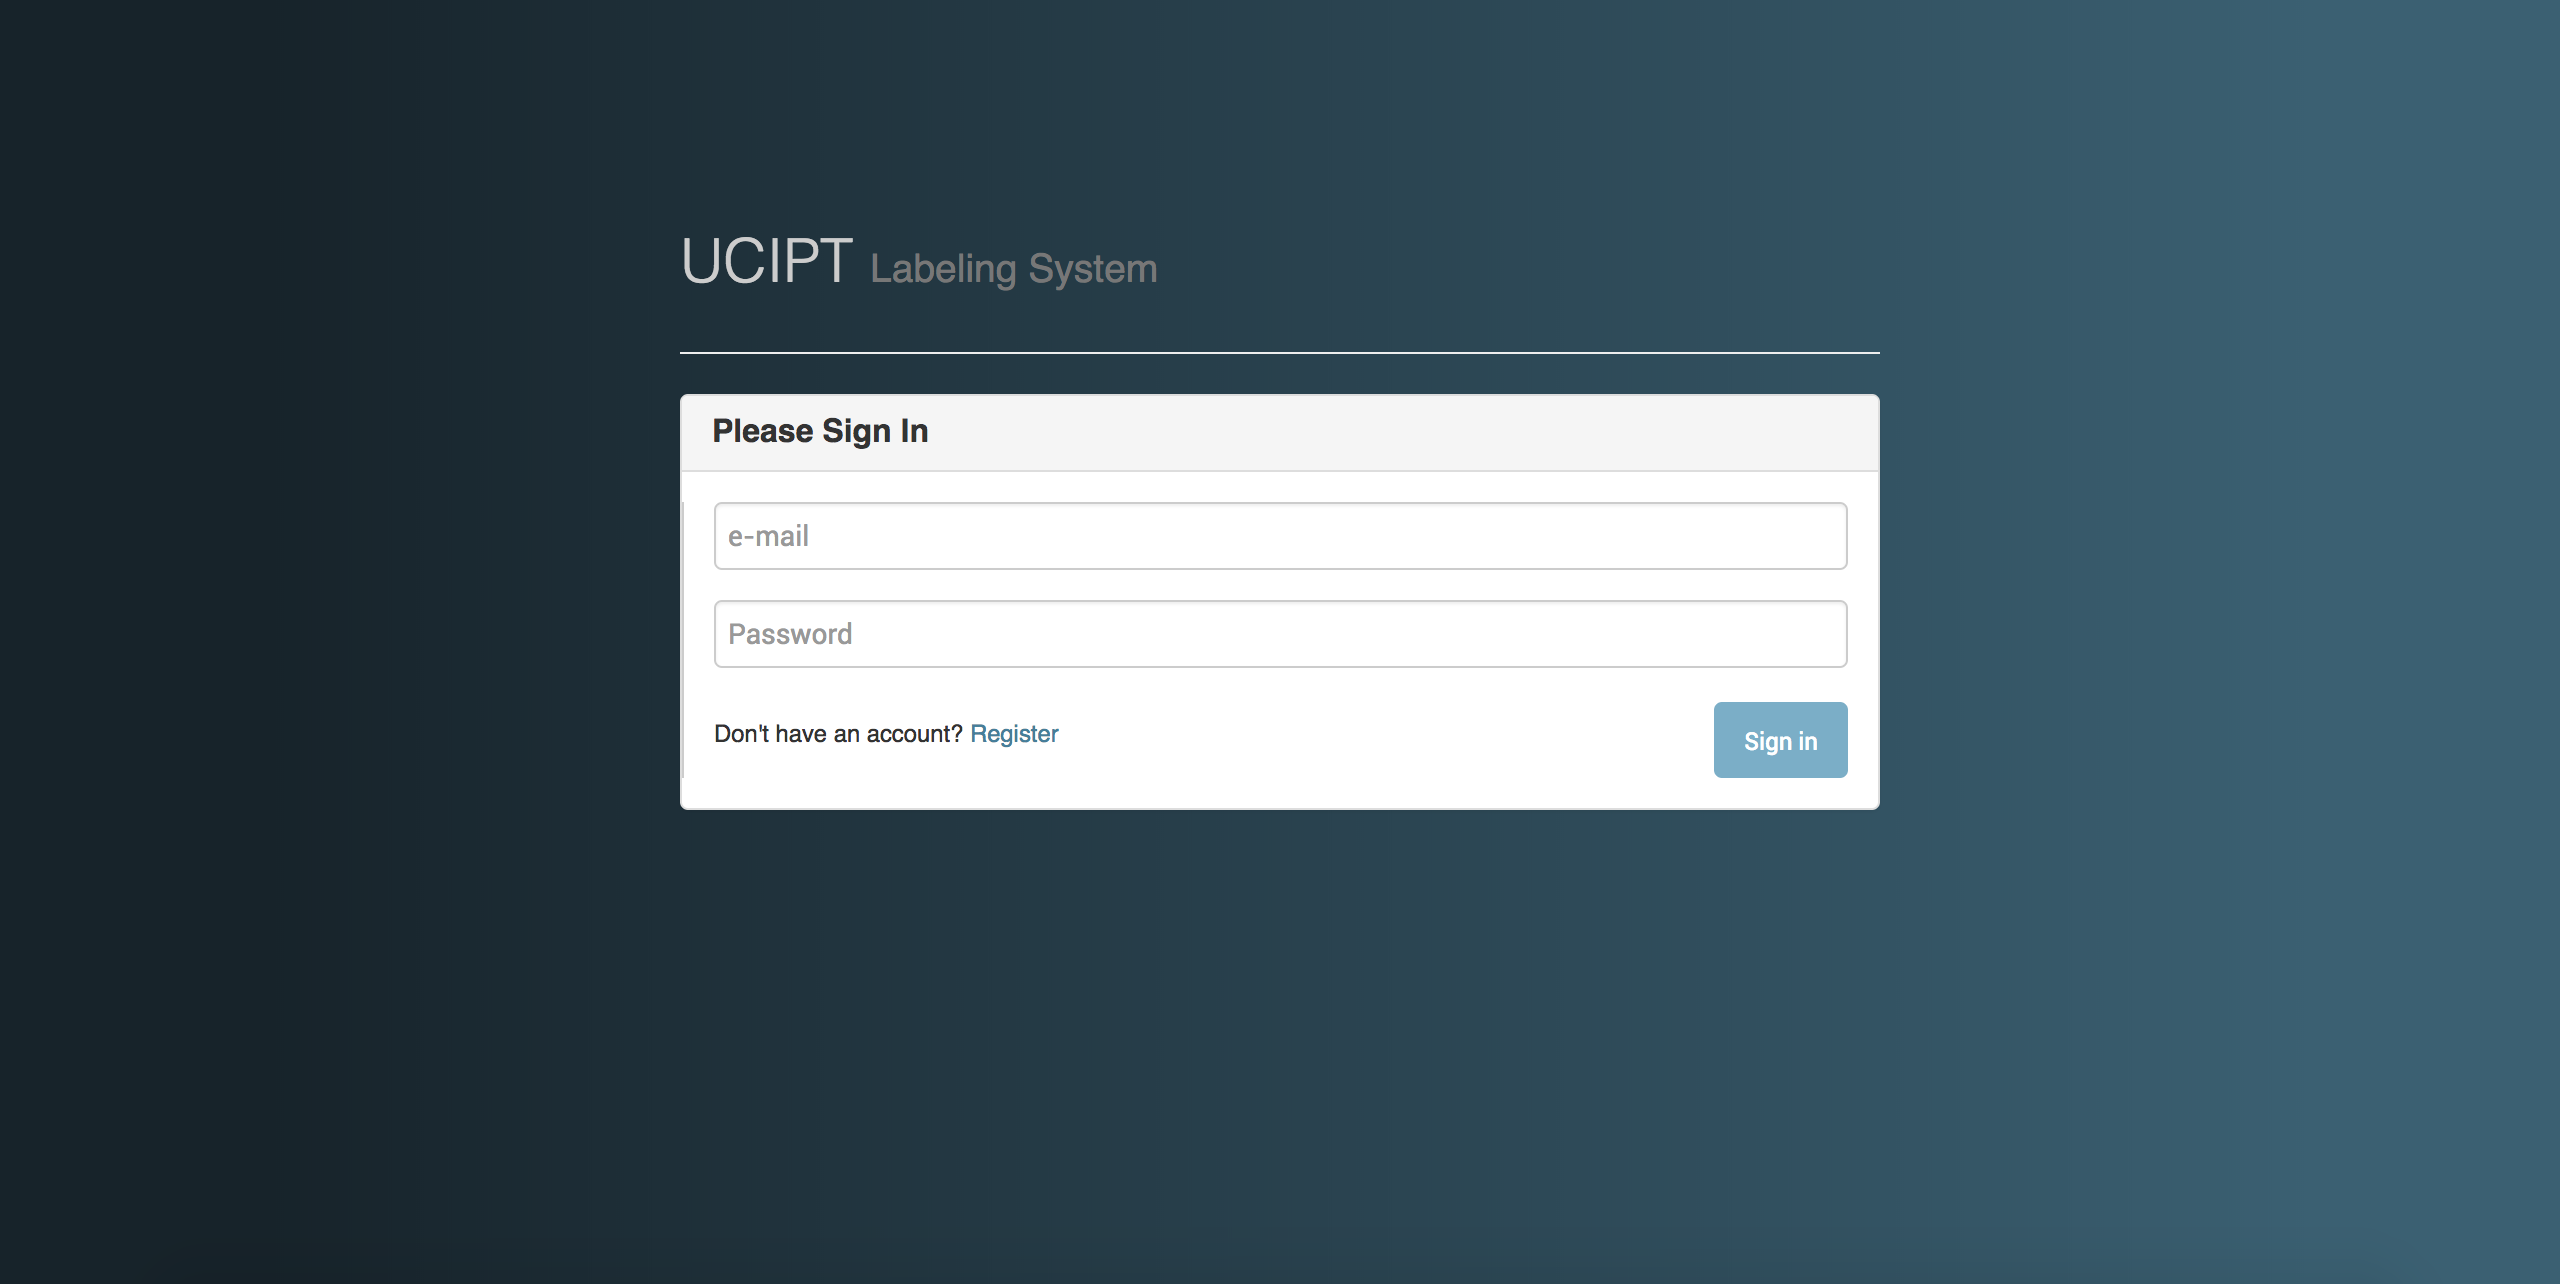 UCIPT Labeling System
Please Sign In
e-mail
Password
Don't have an account? Register
Sign in